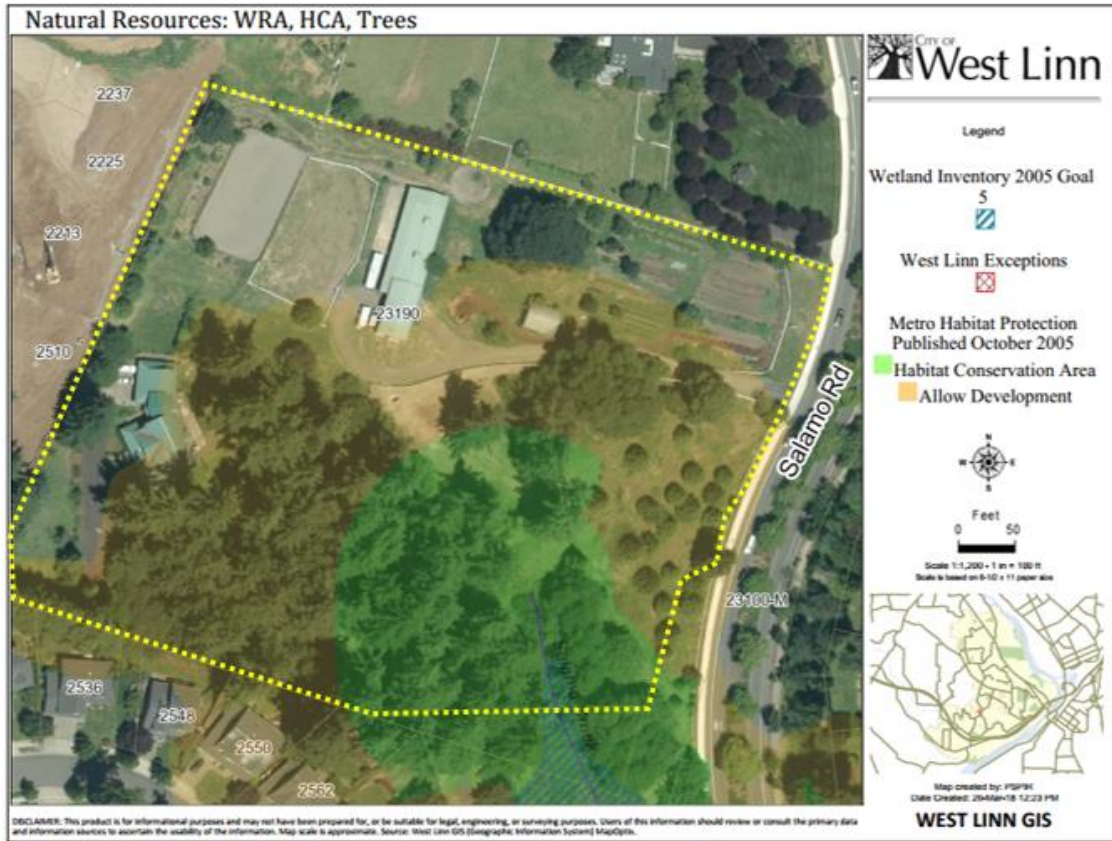 Natural Resources: WRA, HCA, Trees
CITY OF
West Linn
Legend
Wetland Inventory 2005 Goal
5
West Linn Exceptions
Metro Habitat Protection
Published October 2005
Habitat Conservation Area
Allow Development
N
W E
S
Feet
0 50
Scale 1:1,200 - 1 in = 100 ft
Scale is based on 8-1/2 x 11 paper size
2237
2225
2213
2510
23190
Salamo Rd
23100-M
2536
2548
2550
2562
Map created by: PSPIR
Date Created: 26-Mar-18 12:23 PM
WEST LINN GIS
DISCLAIMER: This product is for informational purposes and may not have been prepared for, or be suitable for legal, engineering, or surveying purposes. Users of this information should review or consult the primary data
and information sources to ascertain the usability of the information. Map scale is approximate. Source: West Linn GIS (Geographic Information System) MapOptix.